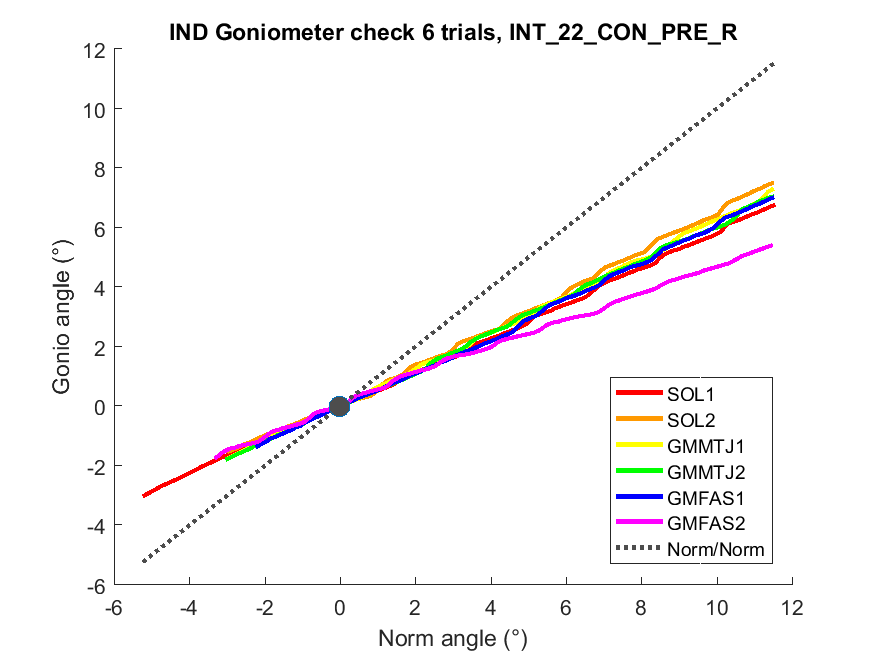 IND Goniometer check 6 trials, INT_22_CON_PRE_R
12
10
8
6
4
2
0
-2
-4
-6
Gonio angle (°)
SOL1
SOL2
GMMTJ1
GMMTJ2
GMFAS1
GMFAS2
Norm/Norm
-6 -4 -2 0 2 4 6 8 10 12
Norm angle (°)